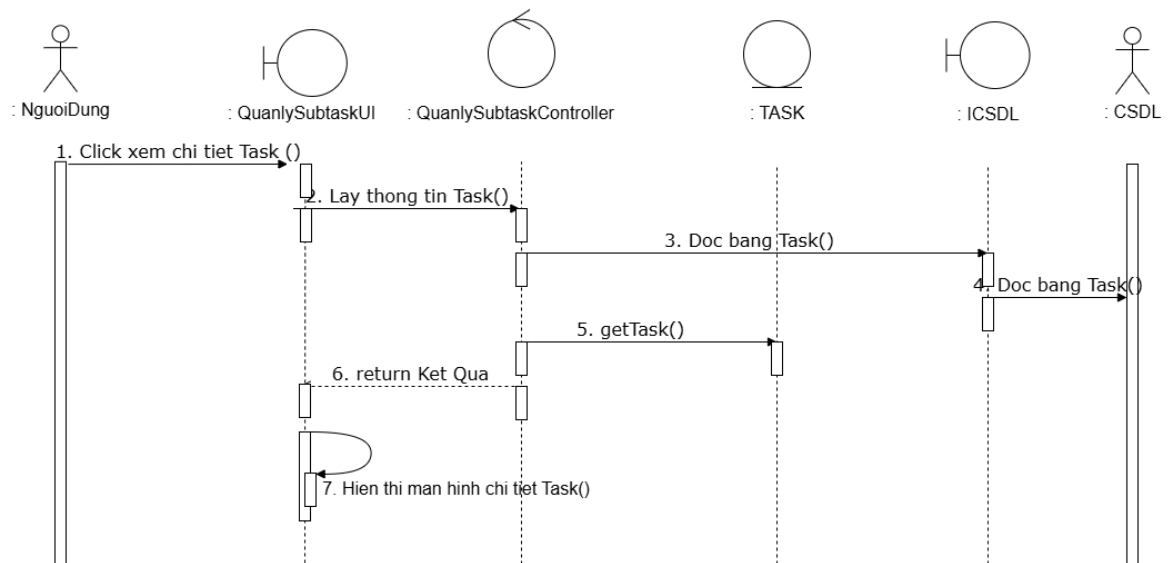 : NguoiDung
: QuanlySubtaskUI
: QuanlySubtaskController
: TASK
: ICSDL
: CSDL
1. Click xem chi tiet Task ()
2. Lay thong tin Task()
3. Doc bang Task()
4. Doc bang Task()
5. getTask()
6. return Ket Qua
7. Hien thi man hinh chi tiet Task()